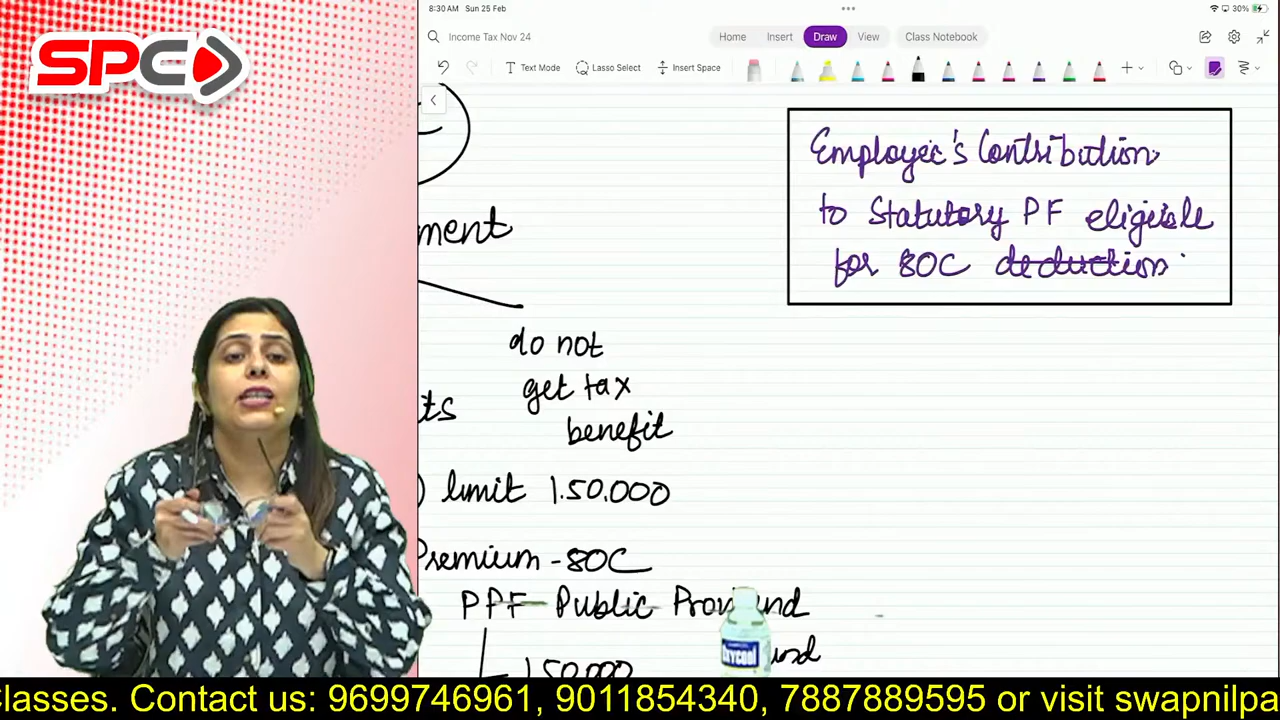 8:30 AM Sun 25 Feb
30%
SPC
Income Tax Nov 24
Home Insert Draw View Class Notebook
Text Mode Lasso Select Insert Space
Employee's Contribution
to Statutory PF eligible
for 80C deduction
ment
do not
get tax
benefit
ts
) limit 1.50.000
Premium - 80C
PPF Public
150.000
Classes. Contact us: 9699746961, 9011854340, 7887889595 or visit swapnilpa